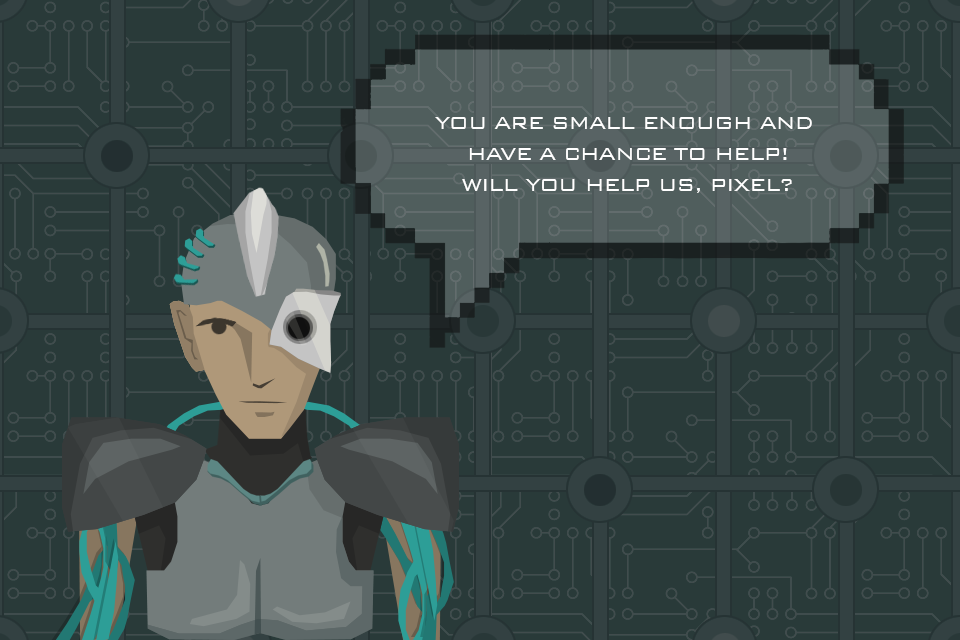 YOU ARE SMALL ENOUGH AND
HAVE A CHANCE TO HELP!
WILL YOU HELP US, PIXEL?